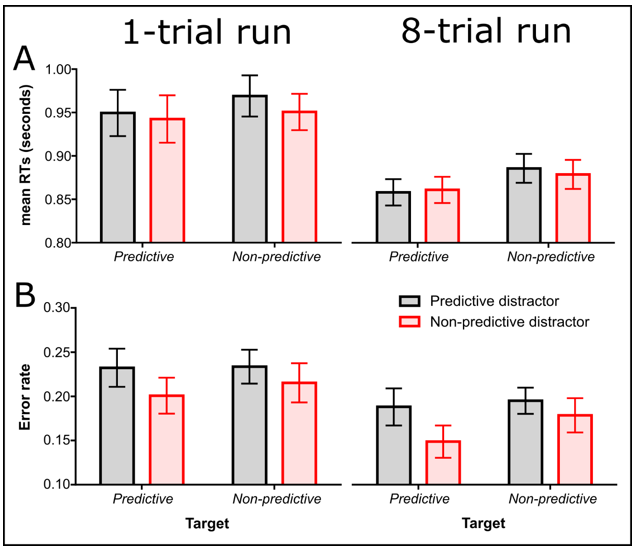 1-trial run
8-trial run
A
mean RTs (seconds)
1.00
0.95
0.90
0.85
0.80
Predictive
Non-predictive
Predictive
Non-predictive
B
Error rate
0.30
0.25
0.20
0.15
0.10
Predictive distractor
Non-predictive distractor
Predictive
Non-predictive
Predictive
Non-predictive
Target
Target